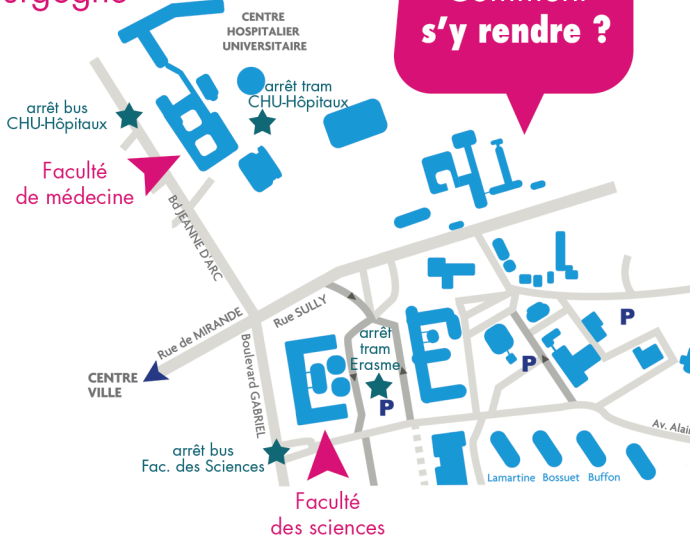 CENTRE
HOSPITALIER
UNIVERSITAIRE
s'y rendre ?
arrêt bus
CHU-Hôpitaux
arrêt tram
CHU-Hôpitaux
Faculté
de médecine
Bd JEANNE D'ARC
Rue de MIRANDE
Rue SULLY
CENTRE
VILLE
Boulevard GABRIEL
arrêt
tram
Erasme
P
P
P
arrêt bus
Fac. des Sciences
Av. Alain
Lamartine Bossuet Buffon
Faculté
des sciences